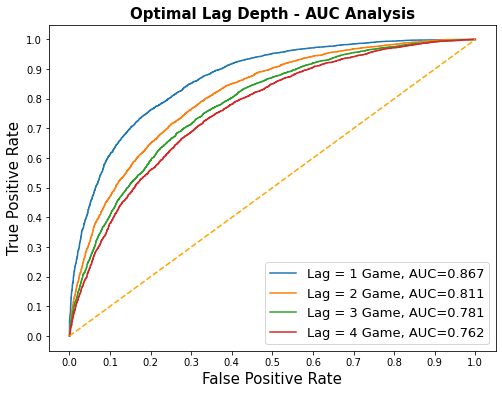 Optimal Lag Depth - AUC Analysis
True Positive Rate
1.0
0.9
0.8
0.7
0.6
0.5
0.4
0.3
0.2
0.1
0.0
Lag = 1 Game, AUC=0.867
Lag = 2 Game, AUC=0.811
Lag = 3 Game, AUC=0.781
Lag = 4 Game, AUC=0.762
0.0 0.1 0.2 0.3 0.4 0.5 0.6 0.7 0.8 0.9 1.0
False Positive Rate